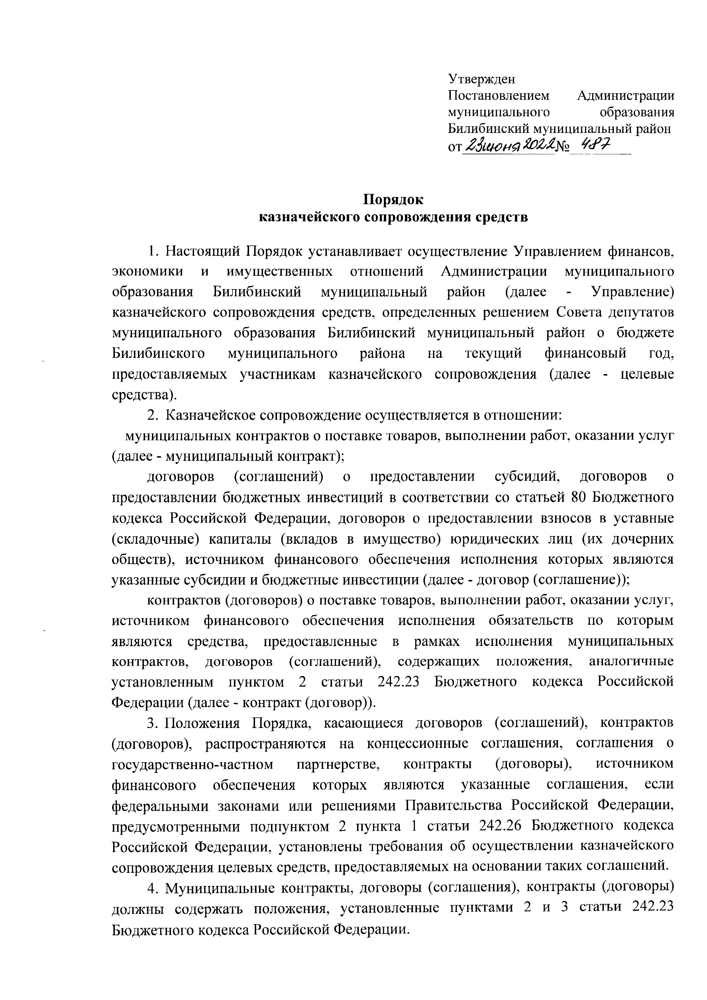 Утвержден
Постановлением Администрации
муниципального образования
Билибинский муниципальный район
от 23 июня 2022 № 487
Порядок
казначейского сопровождения средств
1. Настоящий Порядок устанавливает осуществление Управлением финансов,
экономики и имущественных отношений Администрации муниципального
образования Билибинский муниципальный район (далее - Управление)
казначейского сопровождения средств, определенных решением Совета депутатов
муниципального образования Билибинский муниципальный район о бюджете
Билибинского муниципального района на текущий финансовый год,
предоставляемых участникам казначейского сопровождения (далее - целевые
средства).
2. Казначейское сопровождение осуществляется в отношении:
муниципальных контрактов о поставке товаров, выполнении работ, оказании услуг
(далее - муниципальный контракт);
договоров (соглашений) о предоставлении субсидий, договоров о
предоставлении бюджетных инвестиций в соответствии со статьей 80 Бюджетного
кодекса Российской Федерации, договоров о предоставлении взносов в уставные
(складочные) капиталы (вкладов в имущество) юридических лиц (их дочерних
обществ), источником финансового обеспечения исполнения которых являются
указанные субсидии и бюджетные инвестиции (далее - договор (соглашение));
контрактов (договоров) о поставке товаров, выполнении работ, оказании услуг,
источником финансового обеспечения исполнения обязательств по которым
являются средства, предоставленные в рамках исполнения муниципальных
контрактов, договоров (соглашений), содержащих положения, аналогичные
установленным пунктом 2 статьи 242.23 Бюджетного кодекса Российской
Федерации (далее - контракт (договор)).
3. Положения Порядка, касающиеся договоров (соглашений), контрактов
(договоров), распространяются на концессионные соглашения, соглашения о
государственно-частном партнерстве, контракты (договоры), источником
финансового обеспечения которых являются указанные соглашения, если
федеральными законами или решениями Правительства Российской Федерации,
предусмотренными подпунктом 2 пункта 1 статьи 242.26 Бюджетного кодекса
Российской Федерации, установлены требования об осуществлении казначейского
сопровождения целевых средств, предоставляемых на основании таких соглашений.
4. Муниципальные контракты, договоры (соглашения), контракты (договоры)
должны содержать положения, установленные пунктами 2 и 3 статьи 242.23
Бюджетного кодекса Российской Федерации.